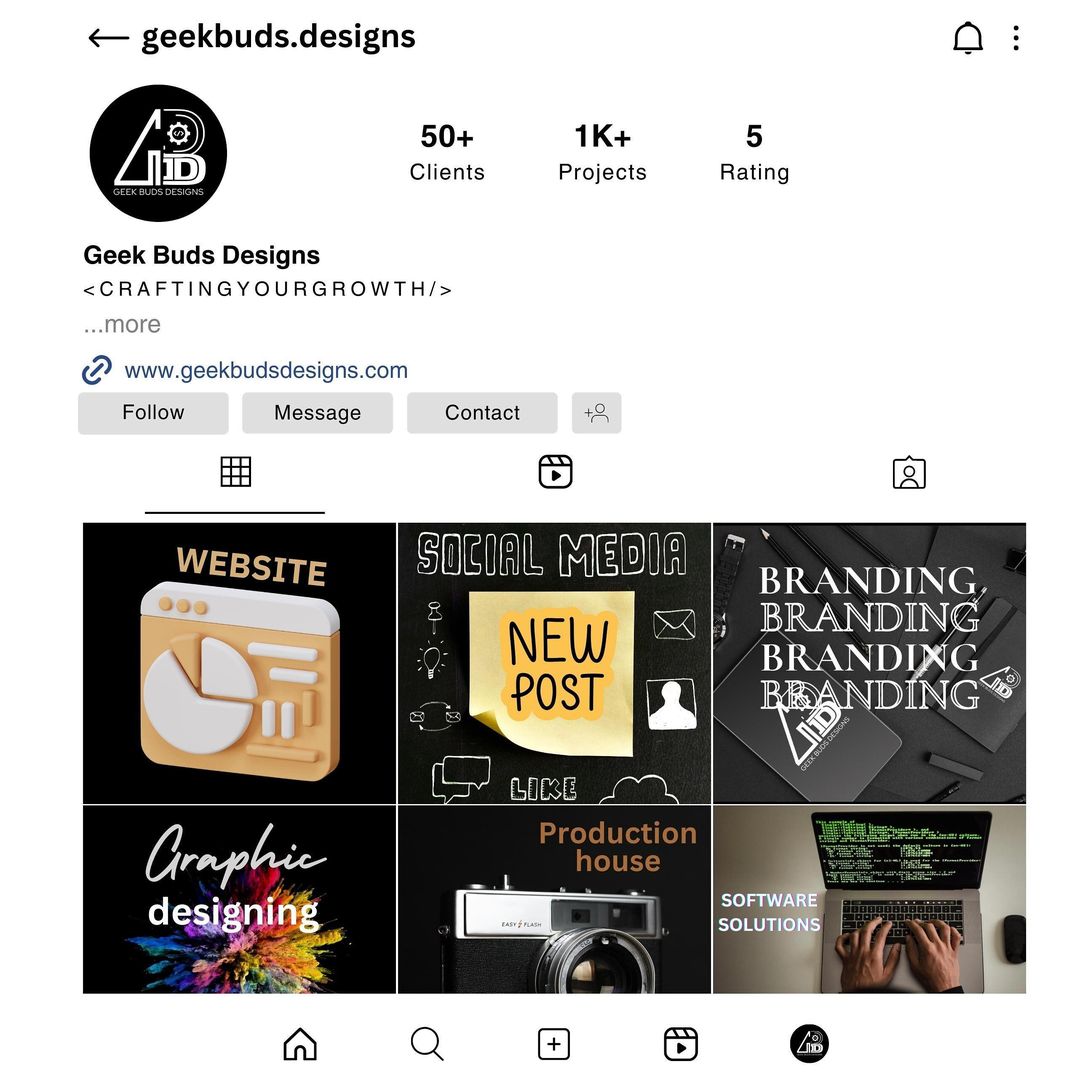 geekbuds.designs
GEEK BUDS DESIGNS
50+
Clients
1K+
Projects
5
Rating
Geek Buds Designs
<CRAFTINGYOURGROWTH/>
...more
www.geekbudsdesigns.com
Follow
Message
Contact
WEBSITE
SOCIAL MEDIA
NEW
POST
LIKE
BRANDING
BRANDING
BRANDING
BRANDING
GEEK BUDS DESIGNS
Graphic
designing
Production
house
EASY FLASH
SOFTWARE
SOLUTIONS